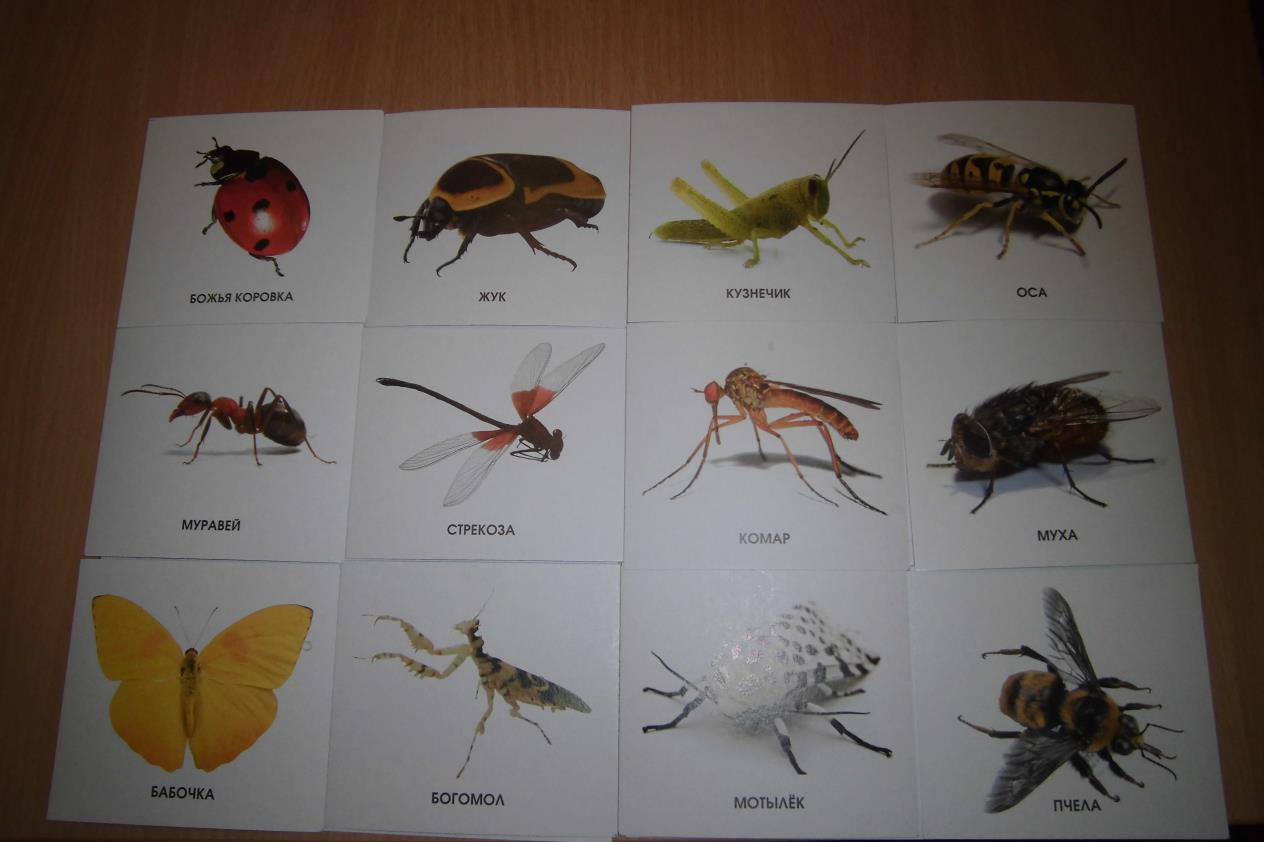 БОЖЬЯ КОРОВКА
ЖУК
КУЗНЕЧИК
ОСА
МУРАВЕЙ
СТРЕКОЗА
КОМАР
МУХА
БАБОЧКА
БОГОМОЛ
МОТЫЛЁК
ПЧЕЛА